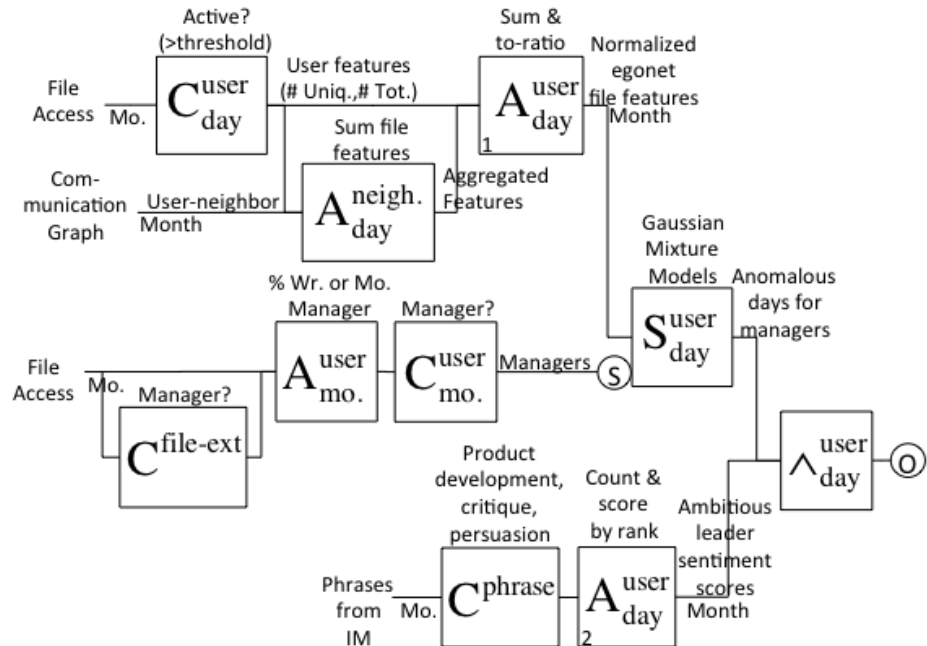 Active?
(>threshold)
File
Access
Mo.
C user
day
User features
(# Uniq.,# Tot.)
Sum &
to-ratio
A user
day
1
Normalized
egonet
file features
Month
Com-
munication
Graph
User-neighbor
Month
Sum file
features
A neigh.
day
Aggregated
Features
Gaussian
Mixture
Models
S user
day
Anomalous
days for
managers
File
Access
Mo.
Manager?
C file-ext
% Wr. or Mo.
Manager
A user
mo.
Manager?
C user
mo.
Managers
S
^ user
day
O
Phrases
from
IM
Mo.
Product
development,
critique,
persuasion
C phrase
Count &
score
by rank
A user
day
2
Ambitious
leader
sentiment
scores
Month